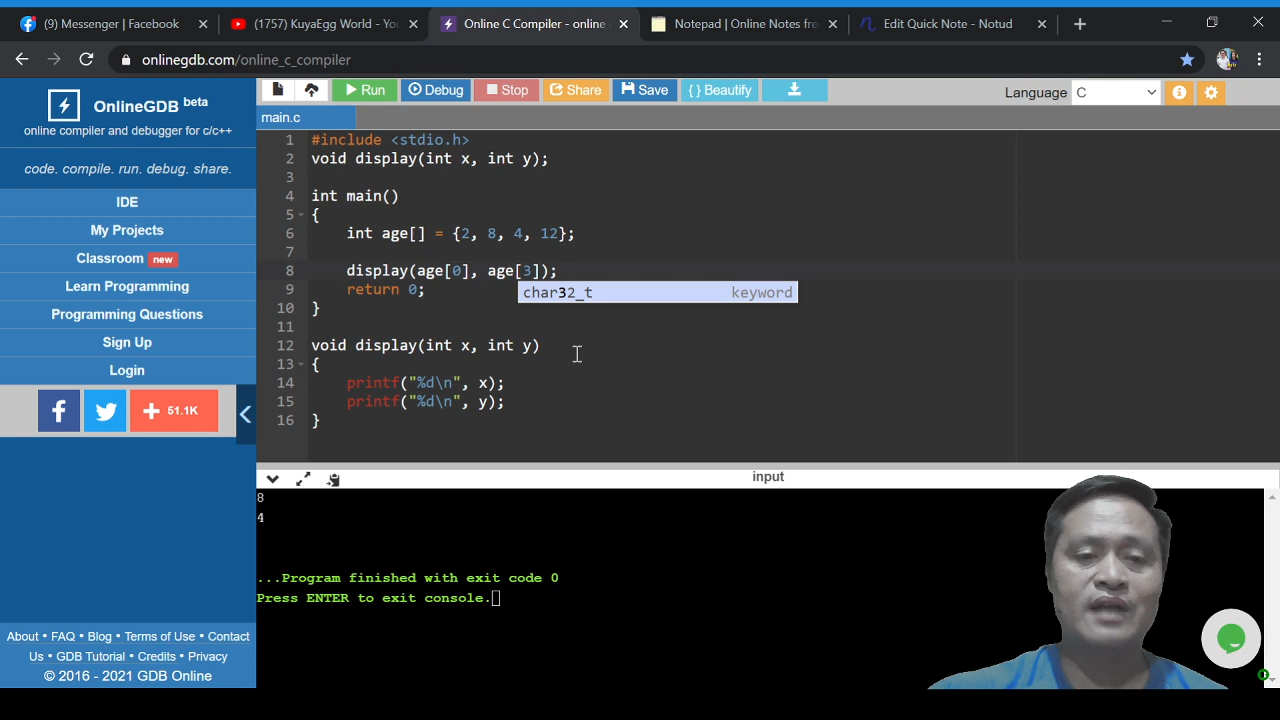 (9) Messenger | Facebook
(1757) KuyaEgg World - Yo
Online C Compiler - online
Notepad | Online Notes fre
Edit Quick Note - Notud
onlinegdb.com/online_c_compiler
OnlineGDB beta
online compiler and debugger for c/c++
code. compile. run. debug. share.
IDE
My Projects
Classroom new
Learn Programming
Programming Questions
Sign Up
Login
51.1K
About • FAQ • Blog • Terms of Use • Contact
Us • GDB Tutorial • Credits • Privacy
© 2016 - 2021 GDB Online
Run
Debug
Stop
Share
Save
{ } Beautify
Language C
main.c
1 #include <stdio.h>
2 void display(int x, int y);
3
4 int main()
5 {
6     int age[] = {2, 8, 4, 12};
7
8     display(age[0], age[3]);
char32_t keyword
9     return 0;
10 }
11
12 void display(int x, int y)
13 {
14     printf("%d\n", x);
15     printf("%d\n", y);
16 }
input
8
4
...Program finished with exit code 0
Press ENTER to exit console.